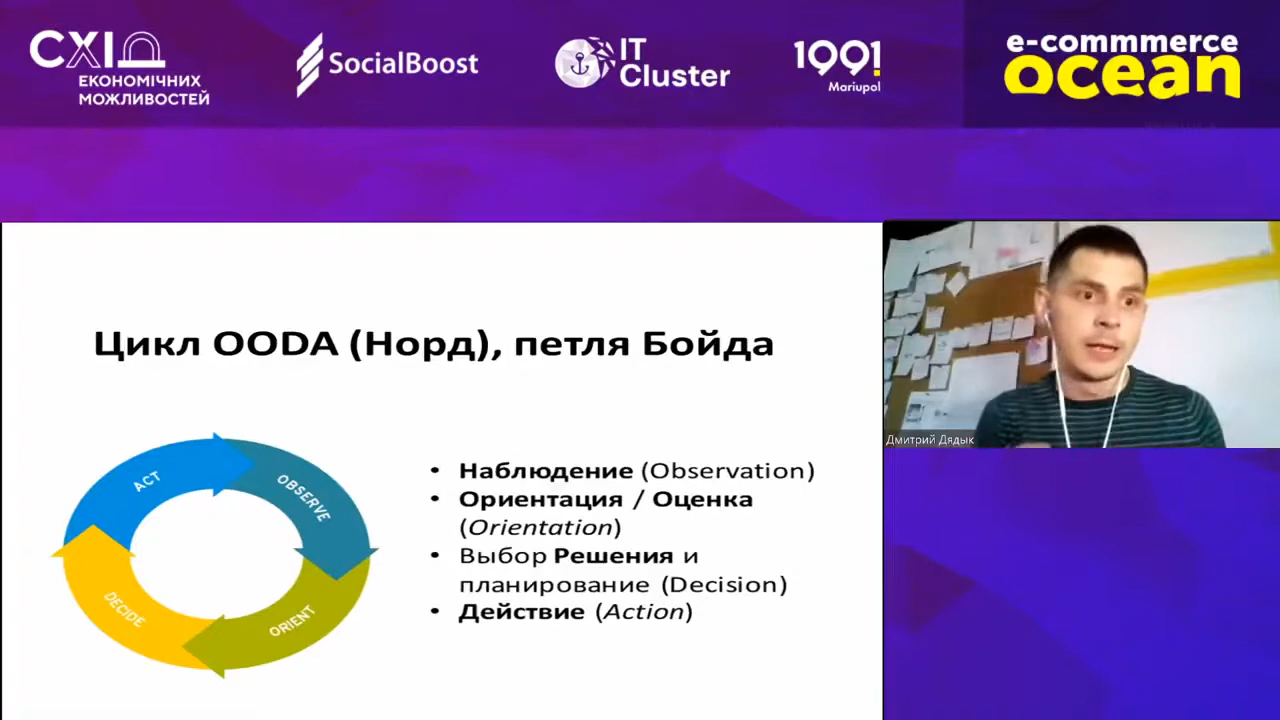 СХІД
ЕКОНОМІЧНИХ
МОЖЛИВОСТЕЙ
SocialBoost
IT
Cluster
1991
Mariupol
e-commmerce
ocean
Цикл OODA (Норд), петля Бойда
ACT
OBSERVE
DECIDE
ORIENT
• Наблюдение (Observation)
• Ориентация / Оценка
(Orientation)
• Выбор Решения и
планирование (Decision)
• Действие (Action)
Дмитрий Дядык